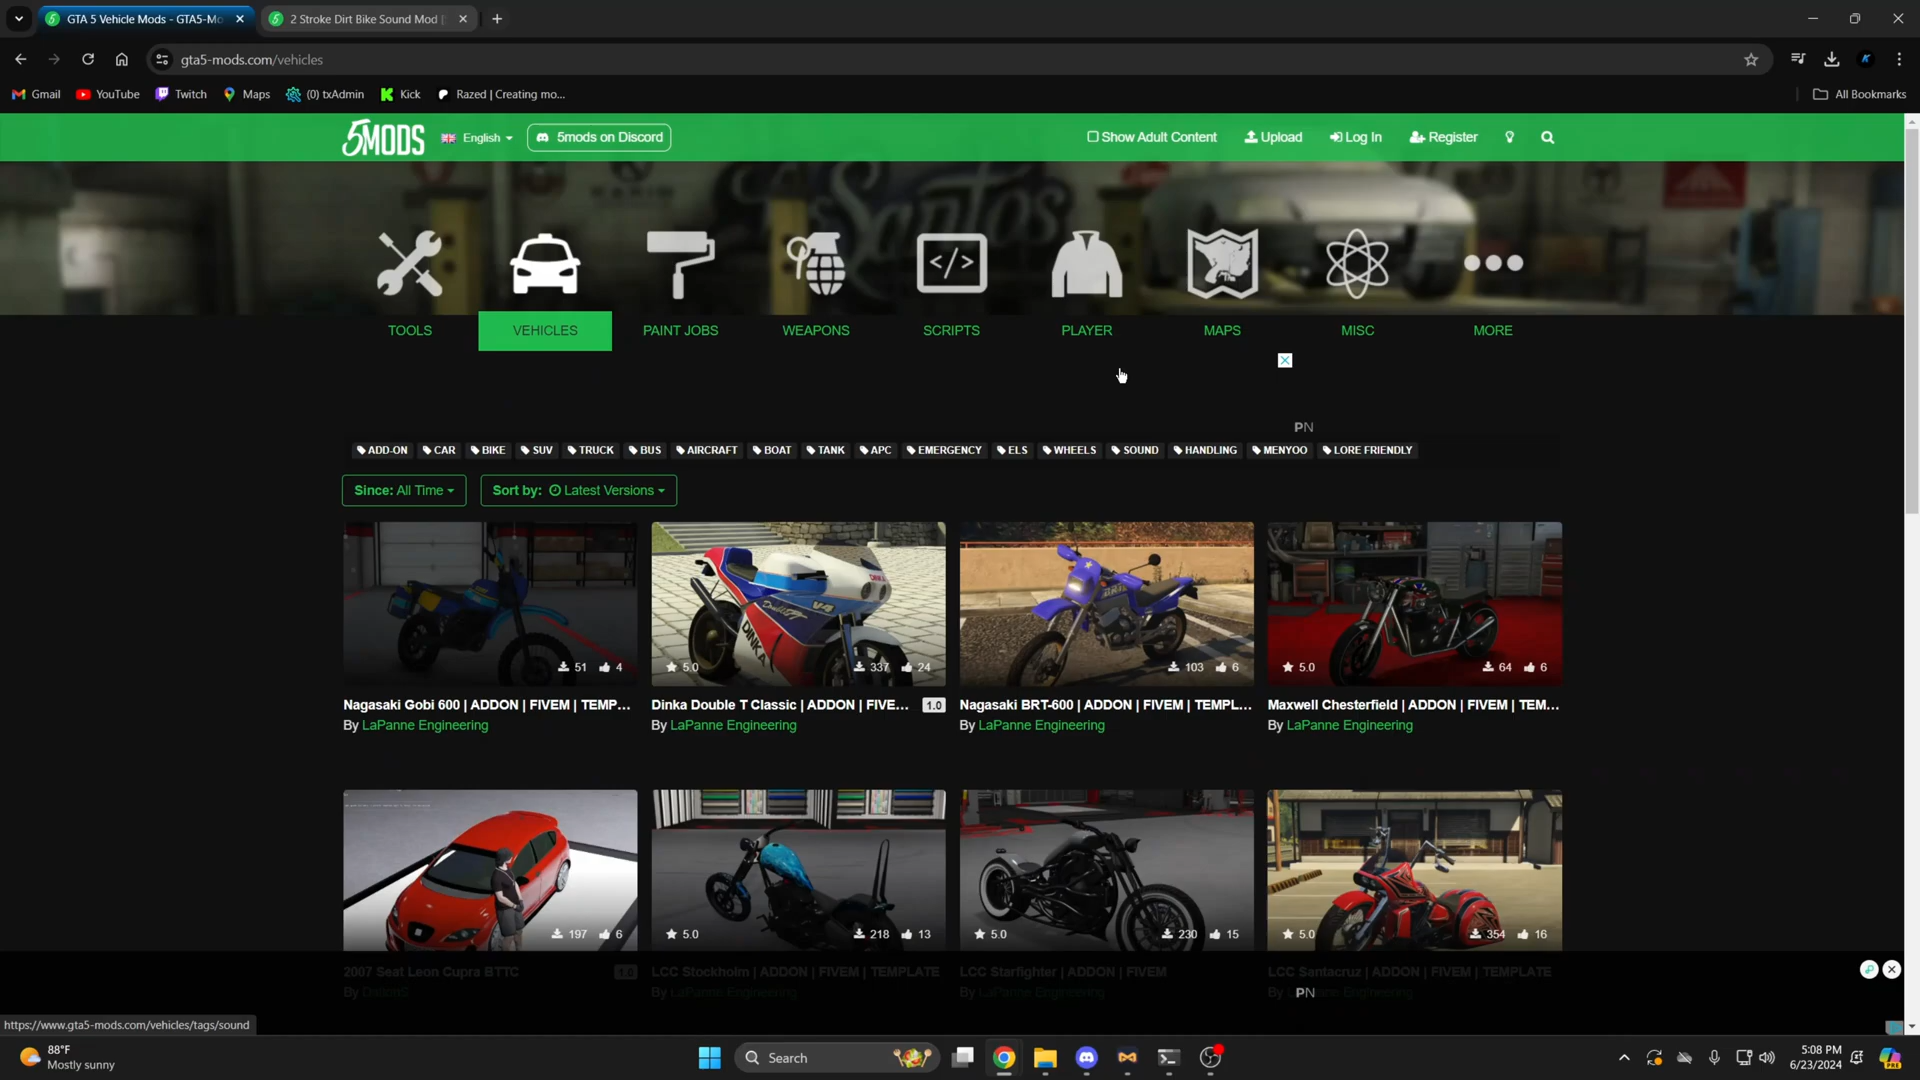 GTA 5 Vehicle Mods - GTA5-Mo
2 Stroke Dirt Bike Sound Mod [
gta5-mods.com/vehicles
Gmail
YouTube
Twitch
Maps
(0) txAdmin
Kick
Razed | Creating mo...
All Bookmarks
5MODS
English
5mods on Discord
Show Adult Content
Upload
Log In
Register
TOOLS
VEHICLES
PAINT JOBS
WEAPONS
SCRIPTS
PLAYER
MAPS
MISC
MORE
PN
ADD-ON
CAR
BIKE
SUV
TRUCK
BUS
AIRCRAFT
BOAT
TANK
APC
EMERGENCY
ELS
WHEELS
SOUND
HANDLING
MENYOO
LORE FRIENDLY
Since: All Time
Sort by: Latest Versions
51 4
5.0 337 24
103 6
5.0 64 6
Nagasaki Gobi 600 | ADDON | FIVEM | TEMP...
By LaPanne Engineering
Dinka Double T Classic | ADDON | FIVE...
1.0
By LaPanne Engineering
Nagasaki BRT-600 | ADDON | FIVEM | TEMPL...
By LaPanne Engineering
Maxwell Chesterfield | ADDON | FIVEM | TEM...
By LaPanne Engineering
197 6
5.0 218 13
5.0 230 15
5.0 354 16
2007 Seat Leon Cupra BTTC
1.0
LCC Stockholm | ADDON | FIVEM | TEMPLATE
By LaPanne Engineering
LCC Starfighter | ADDON | FIVEM
By LaPanne Engineering
LCC Santacruz | ADDON | FIVEM | TEMPLATE
PN
https://www.gta5-mods.com/vehicles/tags/sound
88°F
Mostly sunny
Search
5:08 PM
6/23/2024